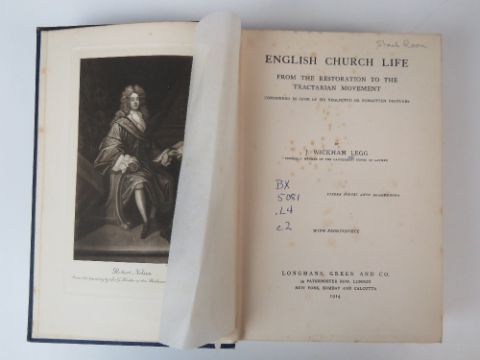 Stack Room
ENGLISH CHURCH LIFE
FROM THE RESTORATION TO THE
TRACTARIAN MOVEMENT
CONSIDERED IN SOME OF ITS NEGLECTED OR FORGOTTEN FEATURES
J. WICKHAM LEGG
BX
5081
.L4
c2
WITH FRONTISPIECE
LONGMANS, GREEN AND CO.
39 PATERNOSTER ROW, LONDON
NEW YORK, BOMBAY AND CALCUTTA
1914
Robert Nelson